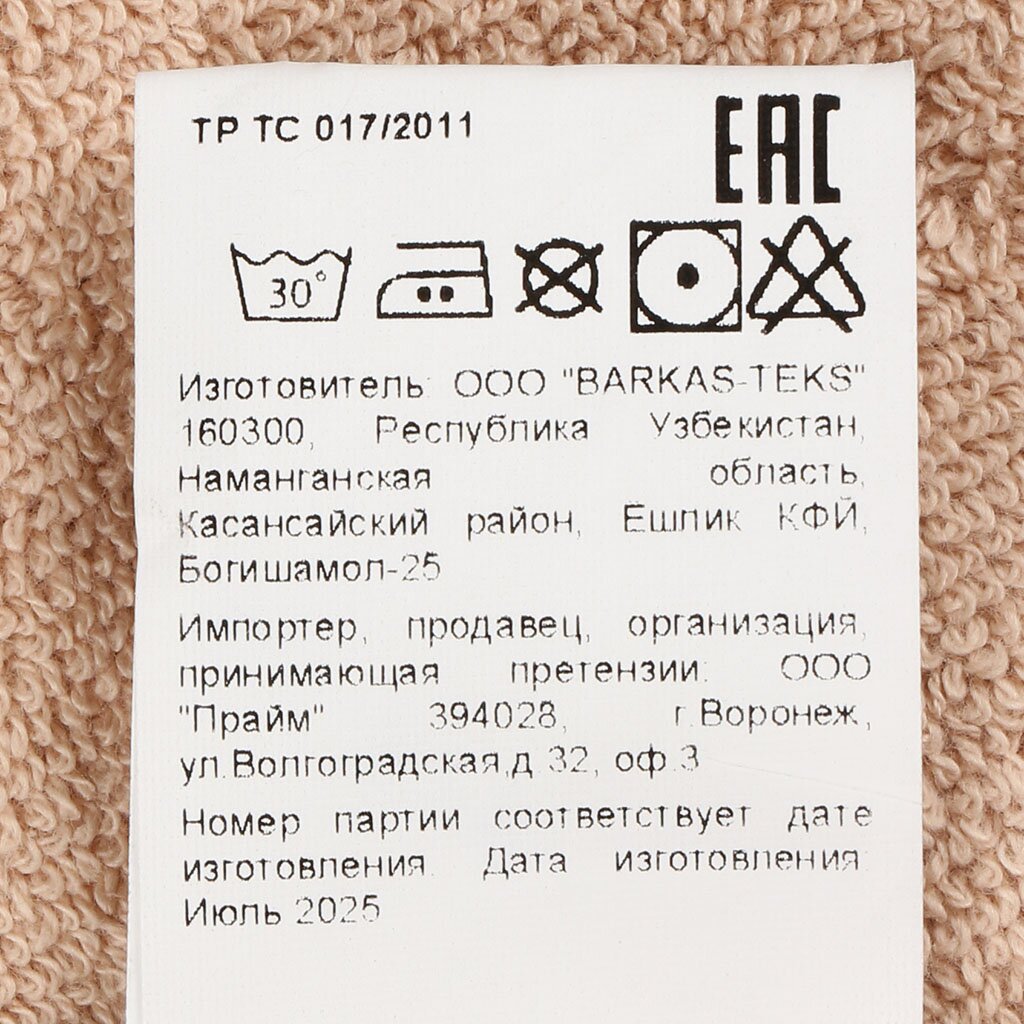 ТР ТС 017/2011
EAC
30°
Изготовитель: ООО "BARKAS-TEKS"
160300, Республика Узбекистан,
Наманганская область,
Касансайский район, Ешлик КФЙ,
Богишамол-25
Импортер, продавец, организация,
принимающая претензии: ООО
"Прайм" 394028, г.Воронеж,
ул.Волгоградская,д.32, оф.3
Номер партии соответствует дате
изготовления. Дата изготовления:
Июль 2025